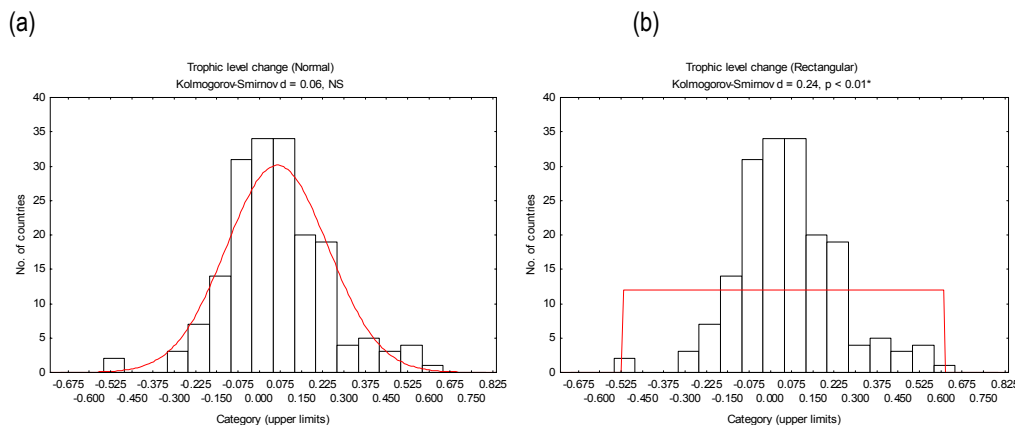 (a)
Trophic level change (Normal)
Kolmogorov-Smirnov d = 0.06, NS
No. of countries
40
35
30
25
20
15
10
5
0
-0.675 -0.525 -0.375 -0.225 -0.075 0.075 0.225 0.375 0.525 0.675 0.825
-0.600 -0.450 -0.300 -0.150 0.000 0.150 0.300 0.450 0.600 0.750
Category (upper limits)
(b)
Trophic level change (Rectangular)
Kolmogorov-Smirnov d = 0.24, p < 0.01*
No. of countries
40
35
30
25
20
15
10
5
0
-0.675 -0.525 -0.375 -0.225 -0.075 0.075 0.225 0.375 0.525 0.675 0.825
-0.600 -0.450 -0.300 -0.150 0.000 0.150 0.300 0.450 0.600 0.750
Category (upper limits)